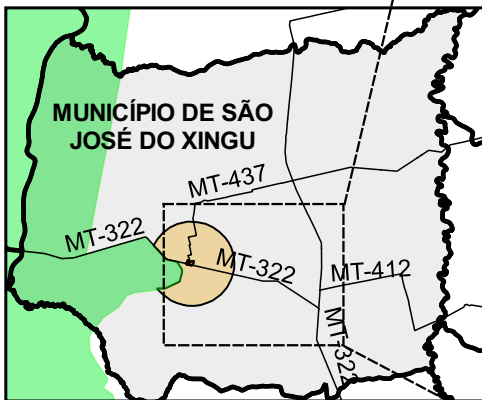 MUNICÍPIO DE SÃO
JOSÉ DO XINGU
MT-437
MT-322
MT-322
MT-412
MT-322